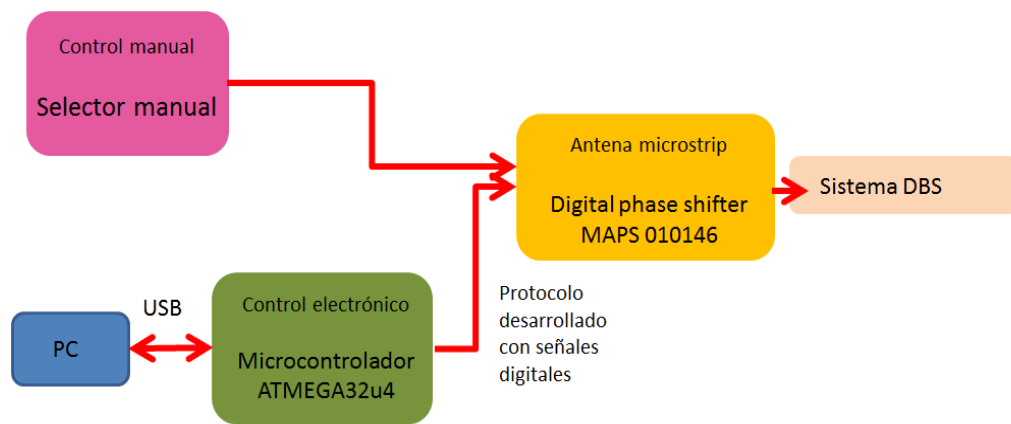 Control manual
Selector manual
Antena microstrip
Digital phase shifter
MAPS 010146
Sistema DBS
USB
PC
Control electrónico
Microcontrolador
ATMEGA32u4
Protocolo
desarrollado
con señales
digitales